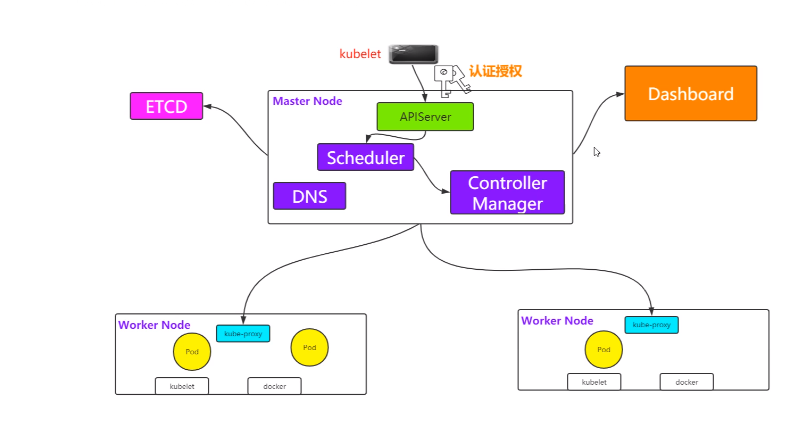 kubelet
认证授权
ETCD
Master Node
Dashboard
APIServer
Scheduler
Controller
Manager
DNS
Worker Node
kube-proxy
Pod
Pod
kubelet
docker
Worker Node
kube-proxy
Pod
kubelet
docker